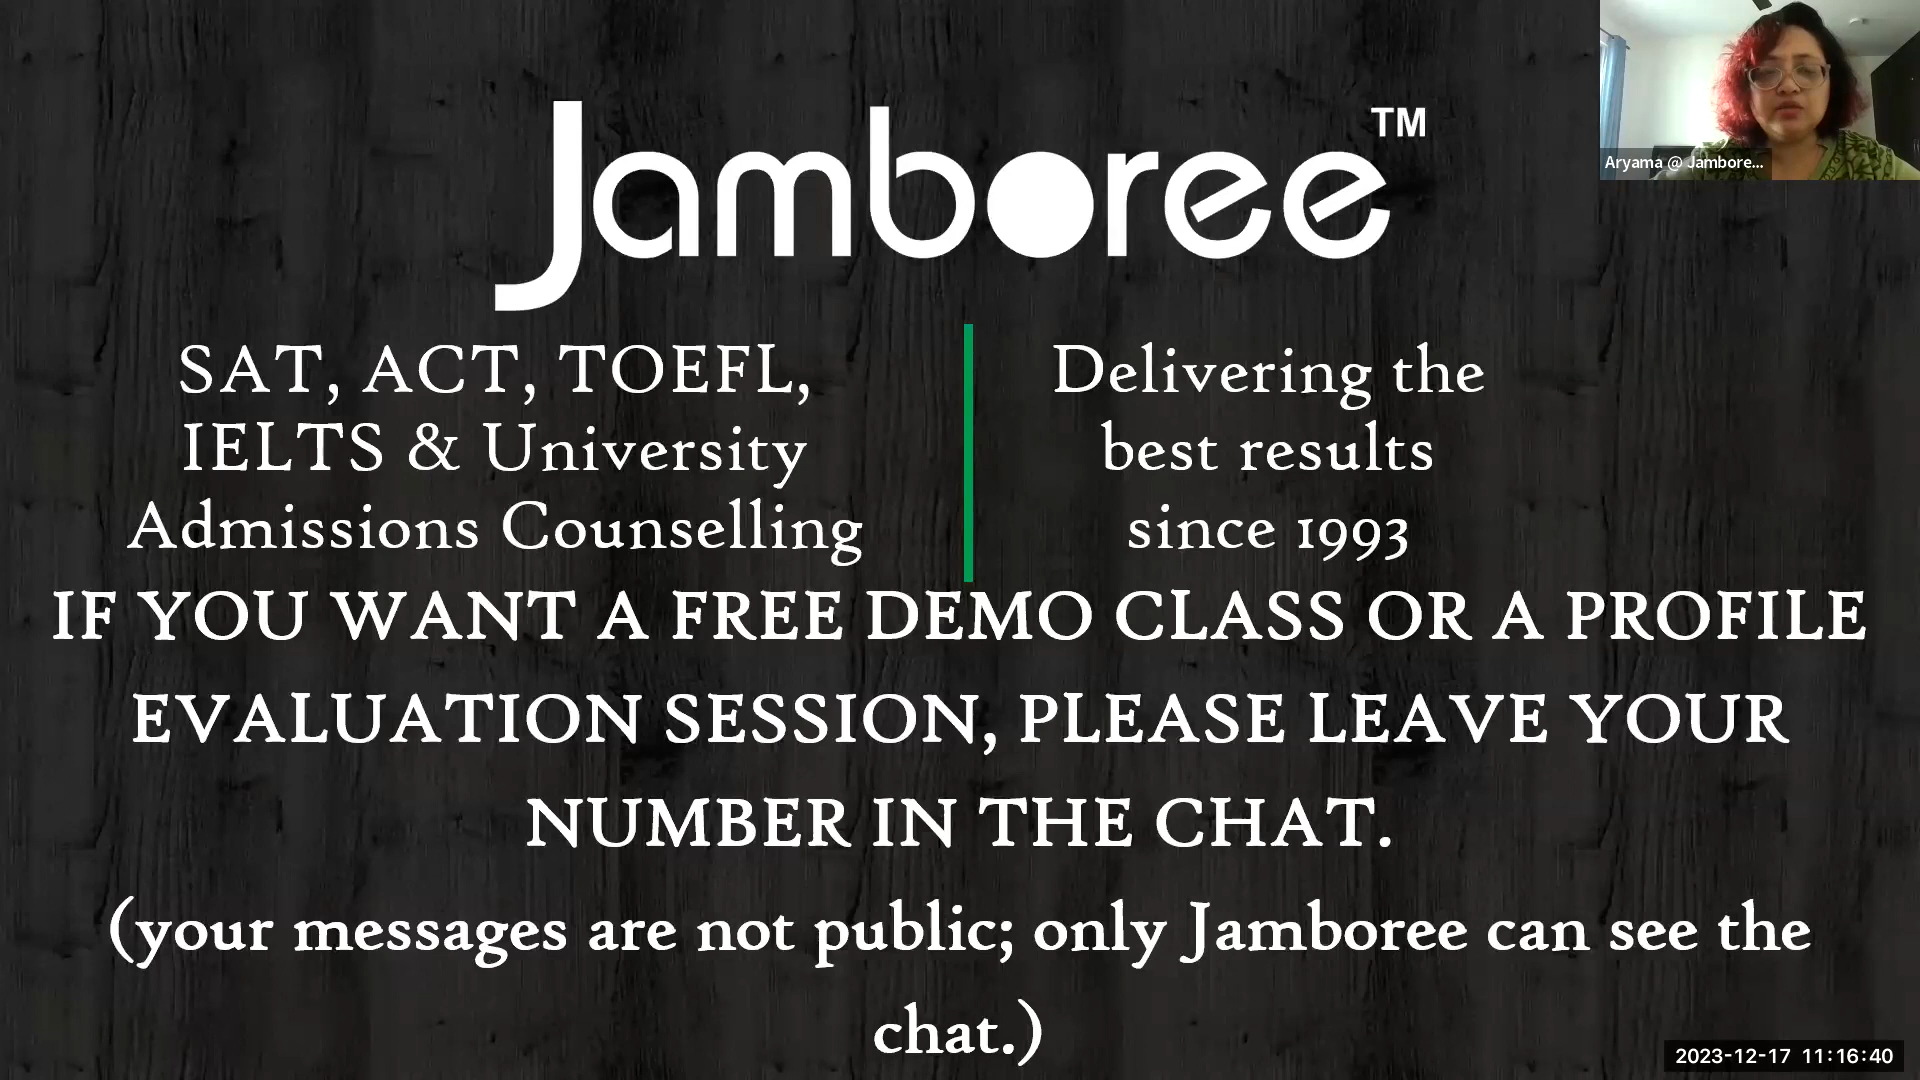 Jamboree™
SAT, ACT, TOEFL,
IELTS & University
Admissions Counselling
Delivering the
best results
since 1993
IF YOU WANT A FREE DEMO CLASS OR A PROFILE
EVALUATION SESSION, PLEASE LEAVE YOUR
NUMBER IN THE CHAT.
(your messages are not public; only Jamboree can see the
chat.)
Aryama @ Jambore...
2023-12-17 11:16:40